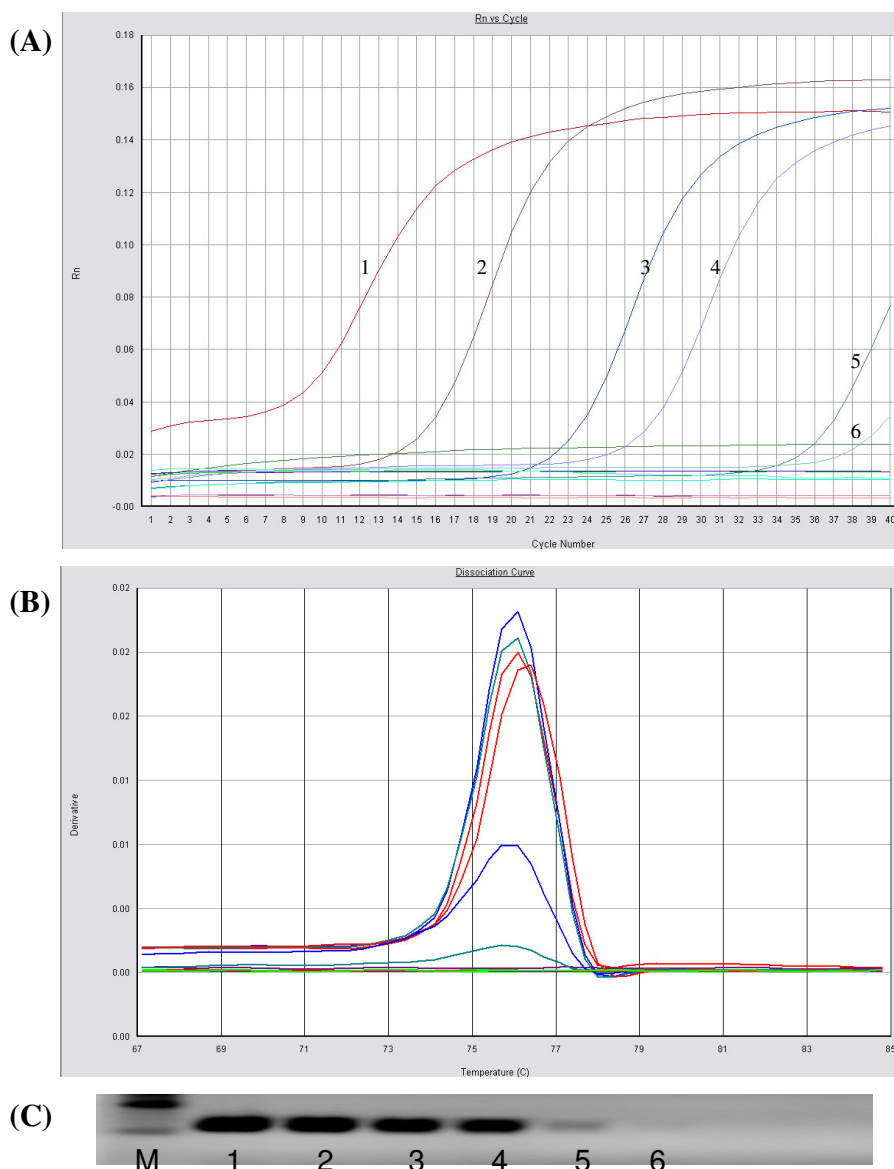 (A)
Rn vs Cycle
0.18
0.16
0.14
0.12
0.10
0.08
0.06
0.04
0.02
-0.00
Rn
1
2
3
4
5
6
1 2 3 4 5 6 7 8 9 10 11 12 13 14 15 16 17 18 19 20 21 22 23 24 25 26 27 28 29 30 31 32 33 34 35 36 37 38 39 40
Cycle Number
(B)
Dissociation Curve
0.02
0.02
0.02
0.01
0.01
0.00
0.00
0.00
Derivative
67 69 71 73 75 77 79 81 83 85
Temperature (C)
(C)
M 1 2 3 4 5 6